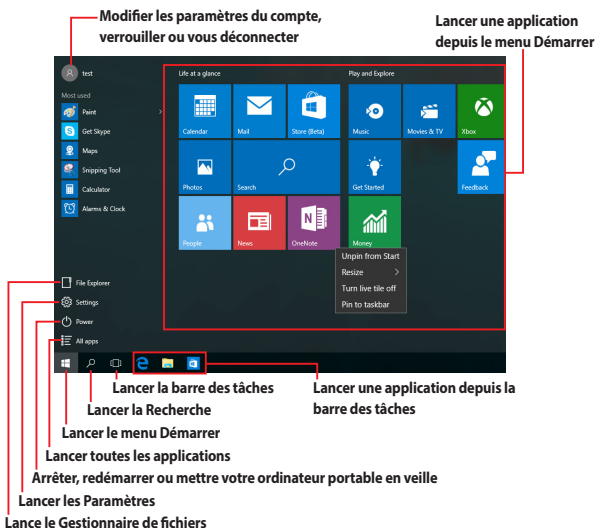 Modifier les paramètres du compte,
verrouiller ou vous déconnecter
Lancer une application
depuis le menu Démarrer
test
Most used
Paint
Get Skype
Maps
Snipping Tool
Calculator
Alarms & Clock
File Explorer
Settings
Power
All apps
Life at a glance
Play and Explore
Calendar
Mail
Store (Beta)
Music
Movies & TV
Xbox
Photos
Search
Get Started
Feedback
People
News
N
OneNote
Money
Unpin from Start
Resize
Turn live tile off
Pin to taskbar
Lancer la barre des tâches
Lancer une application depuis la
barre des tâches
Lancer la Recherche
Lancer le menu Démarrer
Lancer toutes les applications
Arrêter, redémarrer ou mettre votre ordinateur portable en veille
Lancer les Paramètres
Lance le Gestionnaire de fichiers